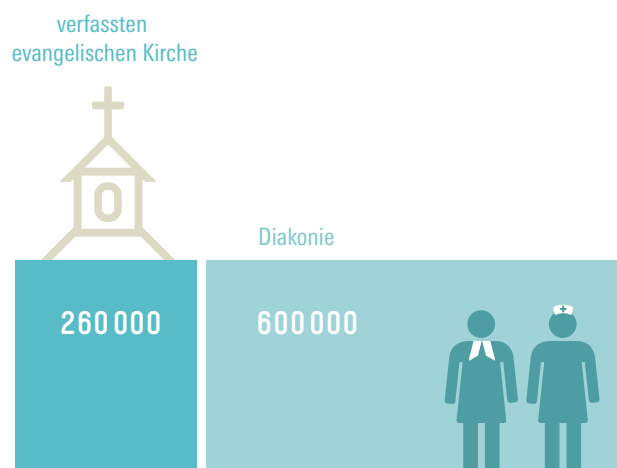 verfassten
evangelischen Kirche
Diakonie
260 000
600 000